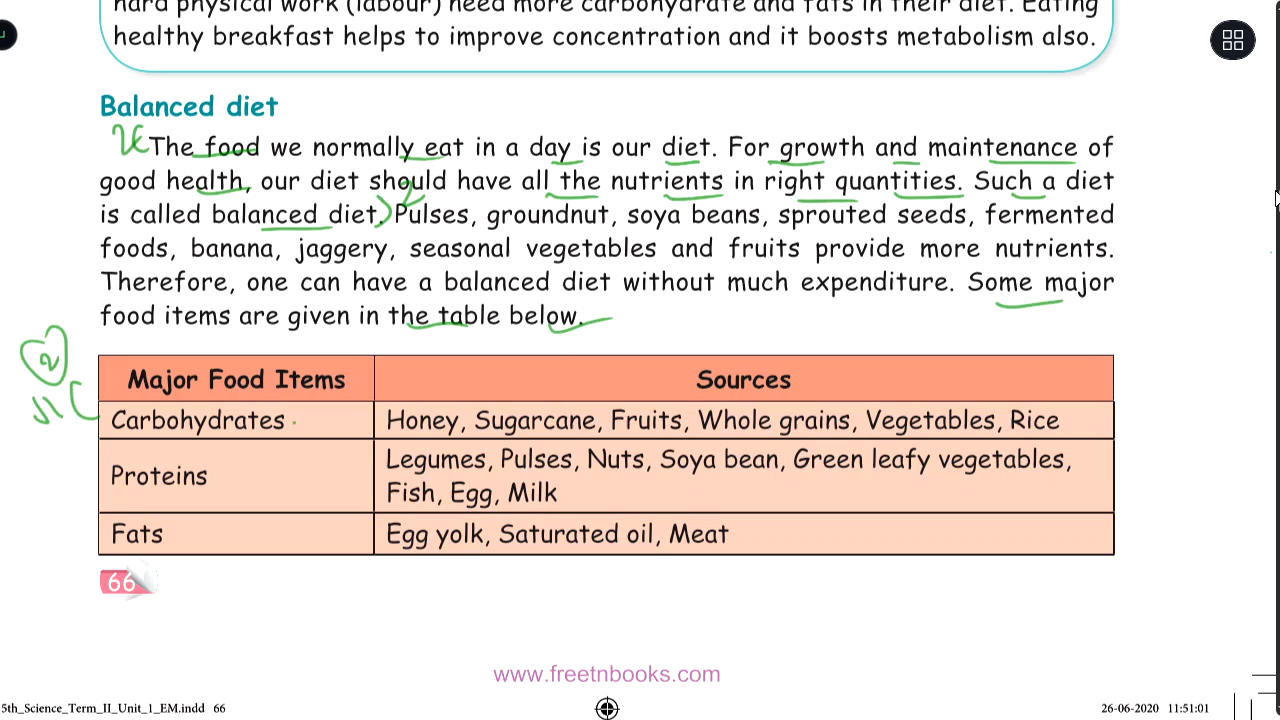 hard physical work (labour) need more carbohydrate and fats in their diet. Eating
healthy breakfast helps to improve concentration and it boosts metabolism also.
Balanced diet
The food we normally eat in a day is our diet. For growth and maintenance of
good health, our diet should have all the nutrients in right quantities. Such a diet
2
is called balanced diet. Pulses, groundnut, soya beans, sprouted seeds, fermented
foods, banana, jaggery, seasonal vegetables and fruits provide more nutrients.
Therefore, one can have a balanced diet without much expenditure. Some major
food items are given in the table below.
2
Major Food Items Sources
Carbohydrates Honey, Sugarcane, Fruits, Whole grains, Vegetables, Rice
Proteins Legumes, Pulses, Nuts, Soya bean, Green leafy vegetables,
Fish, Egg, Milk
Fats Egg yolk, Saturated oil, Meat
66
www.freetnbooks.com
5th_Science_Term_II_Unit_1_EM.indd 66 26-06-2020 11:51:01